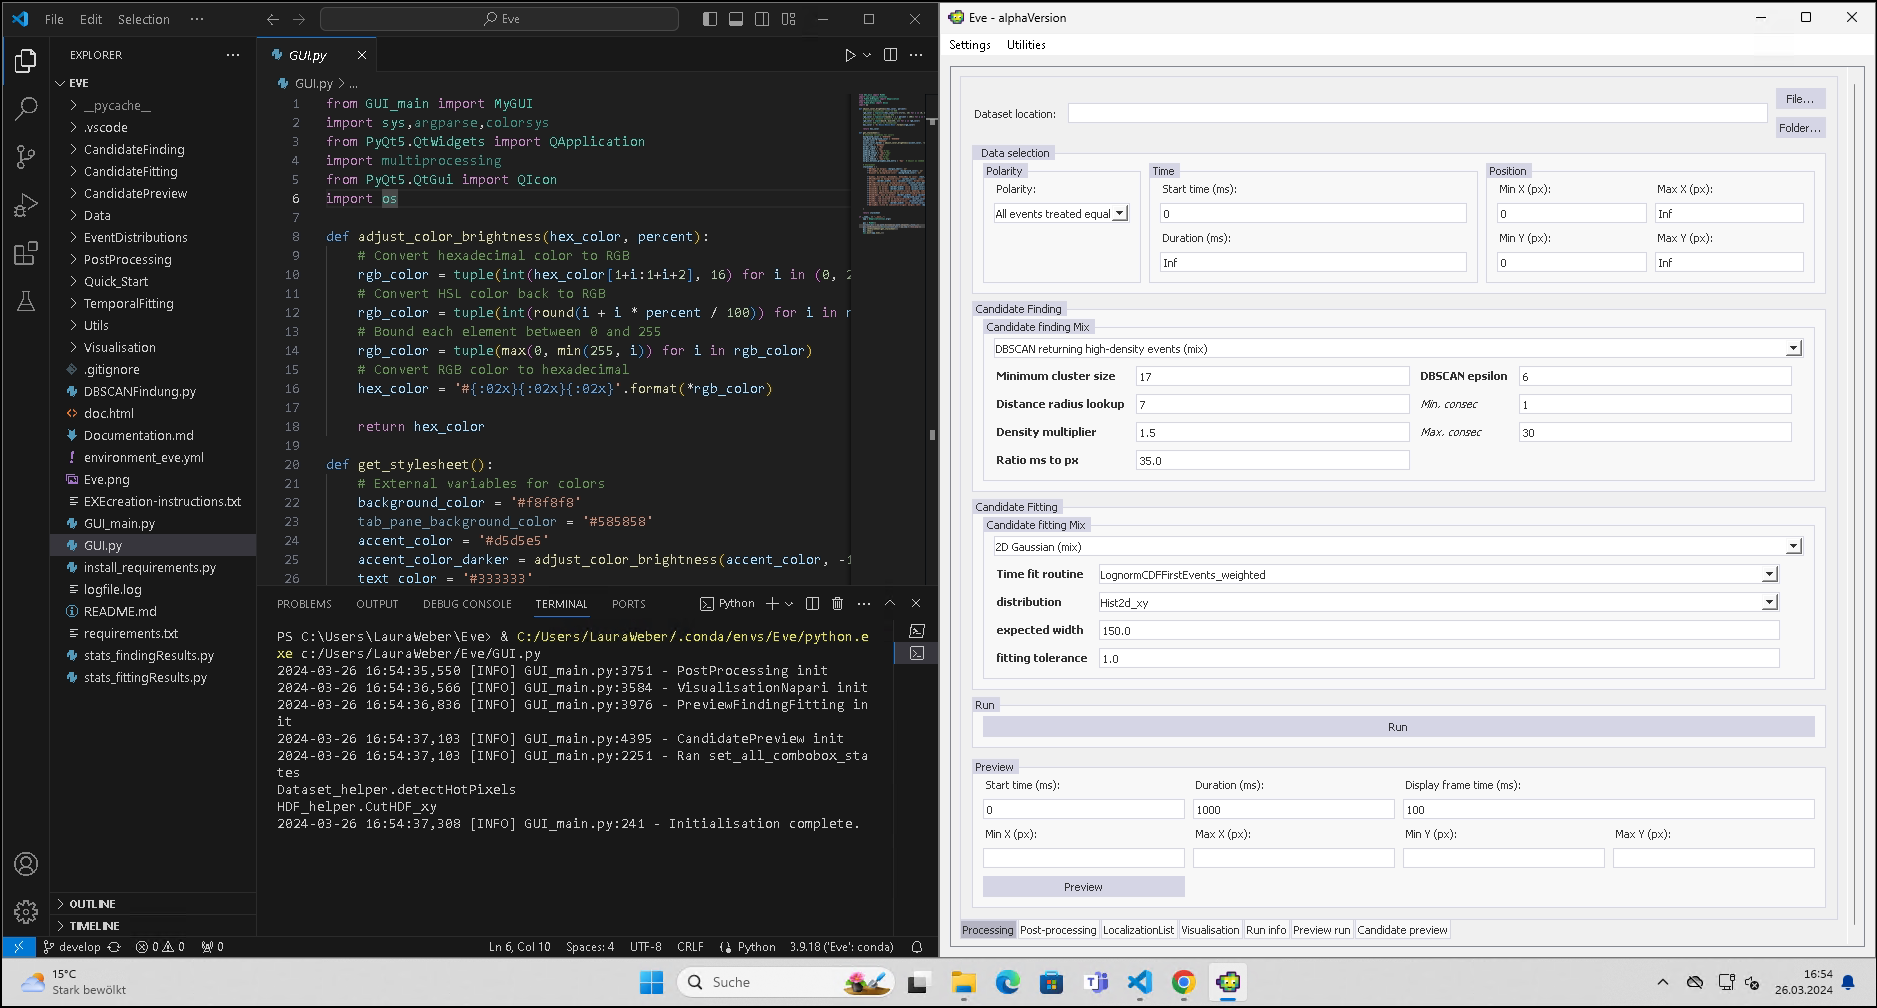 File Edit Selection ··· Eve
EXPLORER ···
EVE
__pycache__
.vscode
CandidateFinding
CandidateFitting
CandidatePreview
Data
EventDistributions
PostProcessing
Quick_Start
TemporalFitting
Utils
Visualisation
.gitignore
DBSCANFindung.py
doc.html
Documentation.md
environment_eve.yml
Eve.png
EXEcreation-instructions.txt
GUI_main.py
GUI.py
install_requirements.py
logfile.log
README.md
requirements.txt
stats_findingResults.py
stats_fittingResults.py
OUTLINE
TIMELINE
GUI.py
GUI.py > ...
1 from GUI_main import MyGUI
2 import sys,argparse,colorsys
3 from PyQt5.QtWidgets import QApplication
4 import multiprocessing
5 from PyQt5.QtGui import QIcon
6 import os
7
8 def adjust_color_brightness(hex_color, percent):
9 # Convert hexadecimal color to RGB
10 rgb_color = tuple(int(hex_color[1+i:1+i+2], 16) for i in (0, 2
11 # Convert HSL color back to RGB
12 rgb_color = tuple(int(round(i + i * percent / 100)) for i in r
13 # Bound each element between 0 and 255
14 rgb_color = tuple(max(0, min(255, i)) for i in rgb_color)
15 # Convert RGB color to hexadecimal
16 hex_color = '#{:02x}{:02x}{:02x}'.format(*rgb_color)
17
18 return hex_color
19
20 def get_stylesheet():
21 # External variables for colors
22 background_color = '#f8f8f8'
23 tab_pane_background_color = '#585858'
24 accent_color = '#d5d5e5'
25 accent_color_darker = adjust_color_brightness(accent_color, -1
26 text_color = '#333333'
PROBLEMS OUTPUT DEBUG CONSOLE TERMINAL PORTS Python
PS C:\Users\LauraWeber\Eve> & C:/Users/LauraWeber/.conda/envs/Eve/python.e
xe c:/Users/LauraWeber/Eve/GUI.py
2024-03-26 16:54:35,550 [INFO] GUI_main.py:3751 - PostProcessing init
2024-03-26 16:54:36,566 [INFO] GUI_main.py:3584 - VisualisationNapari init
2024-03-26 16:54:36,836 [INFO] GUI_main.py:3976 - PreviewFindingFitting in
it
2024-03-26 16:54:37,103 [INFO] GUI_main.py:4395 - CandidatePreview init
2024-03-26 16:54:37,103 [INFO] GUI_main.py:2251 - Ran set_all_combobox_sta
tes
Dataset_helper.detectHotPixels
HDF_helper.CutHDF_xy
2024-03-26 16:54:37,308 [INFO] GUI_main.py:241 - Initialisation complete.
develop 0 0 0 Ln 6, Col 10 Spaces: 4 UTF-8 CRLF Python 3.9.18 ('Eve': conda)
Eve - alphaVersion
Settings Utilities
Dataset location: File...
Folder...
Data selection
Polarity Time Position
Polarity: Start time (ms): Min X (px): Max X (px):
All events treated equal 0 0 Inf
Duration (ms): Min Y (px): Max Y (px):
Inf 0 Inf
Candidate Finding
Candidate finding Mix
DBSCAN returning high-density events (mix)
Minimum cluster size 17 DBSCAN epsilon 6
Distance radius lookup 7 Min. consec 1
Density multiplier 1.5 Max. consec 30
Ratio ms to px 35.0
Candidate Fitting
Candidate fitting Mix
2D Gaussian (mix)
Time fit routine LognormCDFFirstEvents_weighted
distribution Hist2d_xy
expected width 150.0
fitting tolerance 1.0
Run
Run
Preview
Start time (ms): Duration (ms): Display frame time (ms):
0 1000 100
Min X (px): Max X (px): Min Y (px): Max Y (px):
Preview
Processing Post-processing LocalizationList Visualisation Run info Preview run Candidate preview
15°C
Stark bewölkt
Suche
16:54
26.03.2024